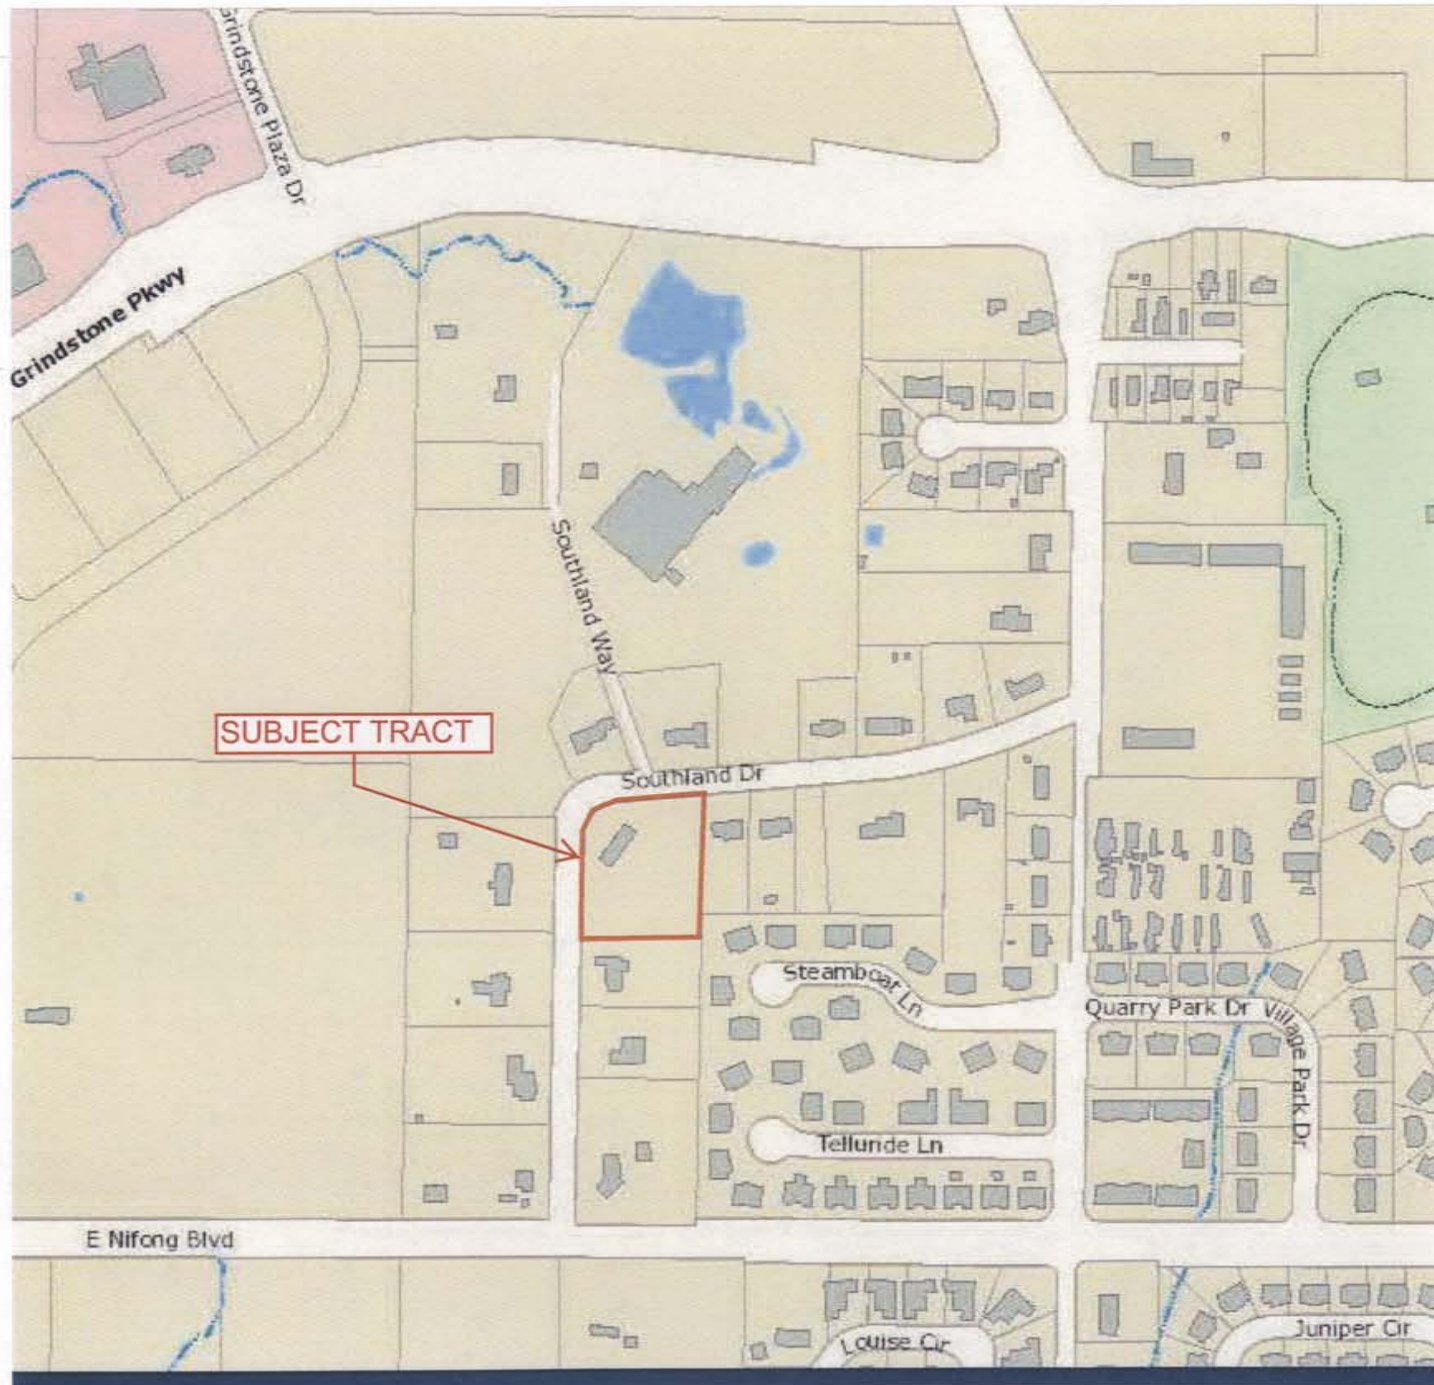 Grindstone Plaza Dr
Grindstone Pkwy
Southland Way
SUBJECT TRACT
Southland Dr
Steamboat Ln
Quarry Park Dr
Village Park Dr
Telluride Ln
E Nifong Blvd
Louise Cir
Juniper Cir